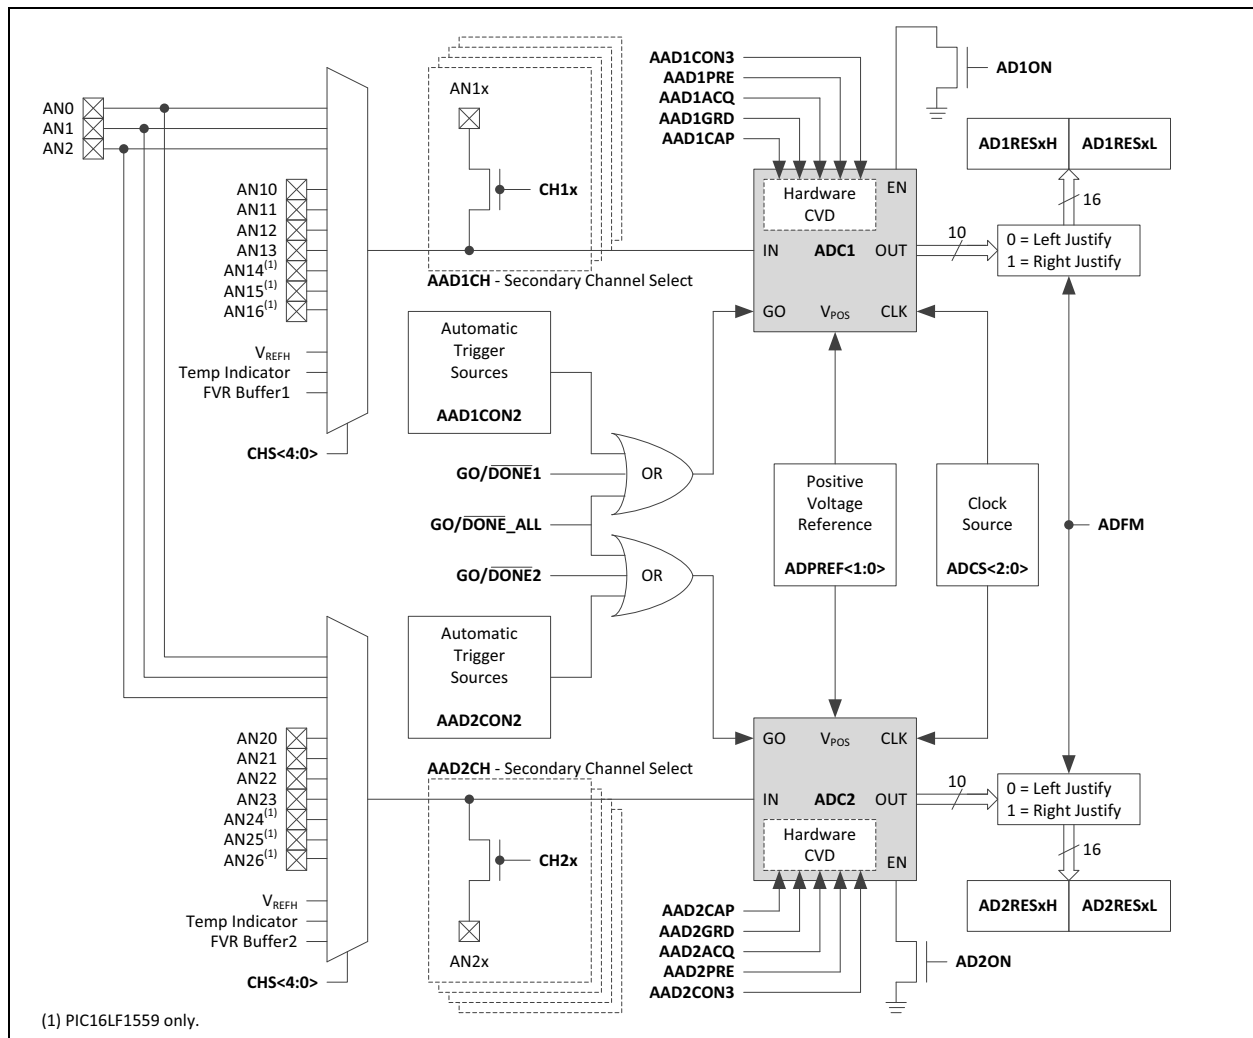 AN0
AN1
AN2
AN10
AN11
AN12
AN13
AN14(1)
AN15(1)
AN16(1)
VREFH
Temp Indicator
FVR Buffer1
CHS<4:0>
AN1x
CH1x
AAD1CH - Secondary Channel Select
AAD1CON3
AAD1PRE
AAD1ACQ
AAD1GRD
AAD1CAP
AD1ON
Hardware
CVD
EN
IN
ADC1
OUT
GO
VPOS
CLK
10
AD1RESxH
AD1RESxL
16
0 = Left Justify
1 = Right Justify
Automatic
Trigger
Sources
AAD1CON2
GO/DONE1
OR
GO/DONE_ALL
GO/DONE2
OR
Positive
Voltage
Reference
ADPREF<1:0>
Clock
Source
ADCS<2:0>
ADFM
Automatic
Trigger
Sources
AAD2CON2
AN20
AN21
AN22
AN23
AN24(1)
AN25(1)
AN26(1)
VREFH
Temp Indicator
FVR Buffer2
CHS<4:0>
AAD2CH - Secondary Channel Select
CH2x
AN2x
GO
VPOS
CLK
IN
ADC2
OUT
Hardware
CVD
EN
10
0 = Left Justify
1 = Right Justify
16
AD2RESxH
AD2RESxL
AAD2CAP
AAD2GRD
AAD2ACQ
AAD2PRE
AAD2CON3
AD2ON
(1) PIC16LF1559 only.